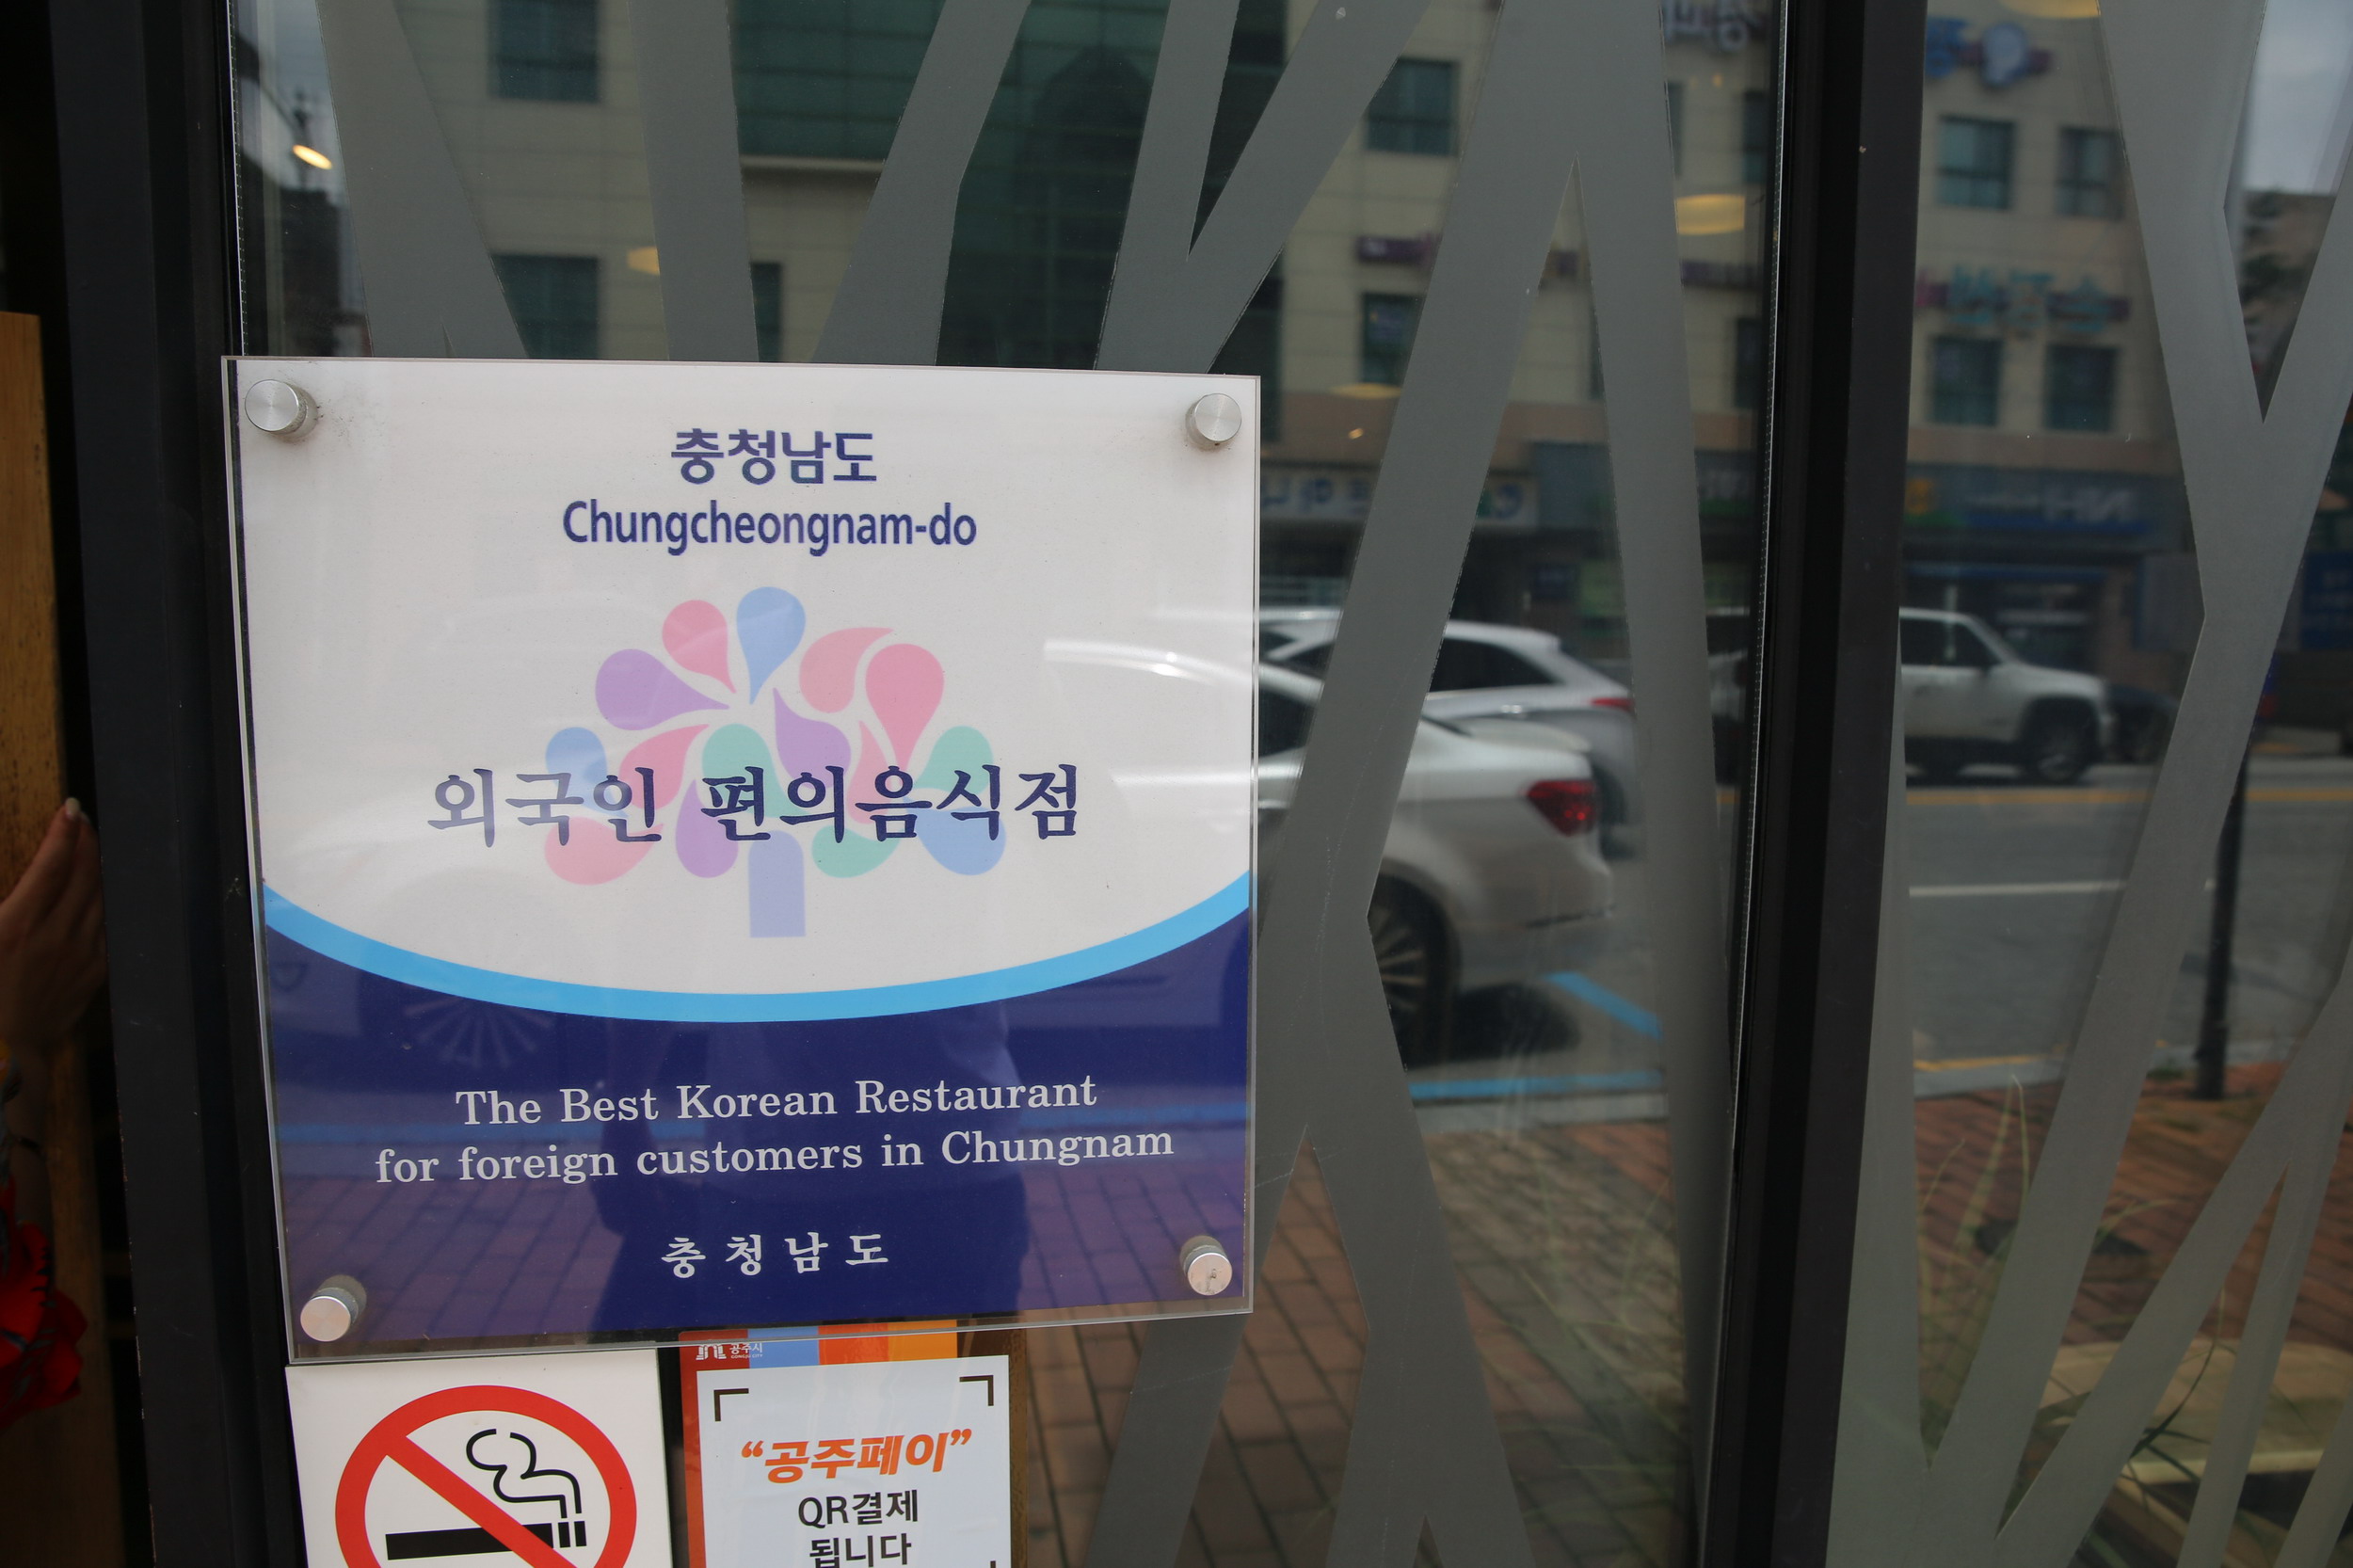 충청남도
Chungcheongnam-do
외국인 편의음식점
The Best Korean Restaurant
for foreign customers in Chungnam
충청남도
공주시
“공주페이”
QR결제
됩니다